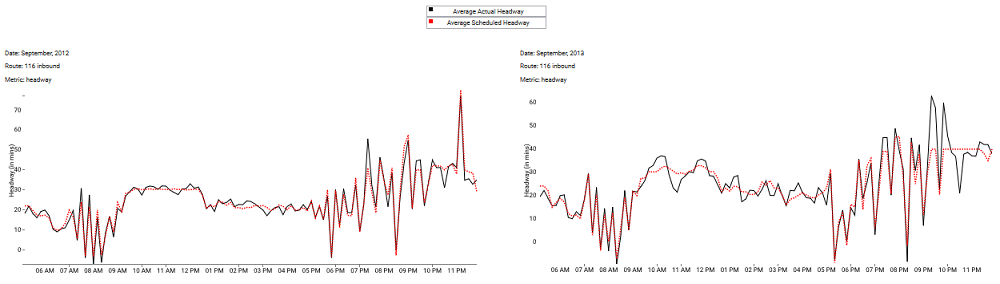 Average Actual Headway
Average Scheduled Headway
Date: September, 2012
Route: 116 inbound
Metric: headway
Headway (in mins)
70
60
50
40
30
20
10
0
06 AM 07 AM 08 AM 09 AM 10 AM 11 AM 12 PM 01 PM 02 PM 03 PM 04 PM 05 PM 06 PM 07 PM 08 PM 09 PM 10 PM 11 PM
Date: September, 2013
Route: 116 inbound
Metric: headway
Headway (in mins)
60
50
40
30
20
10
0
06 AM 07 AM 08 AM 09 AM 10 AM 11 AM 12 PM 01 PM 02 PM 03 PM 04 PM 05 PM 06 PM 07 PM 08 PM 09 PM 10 PM 11 PM